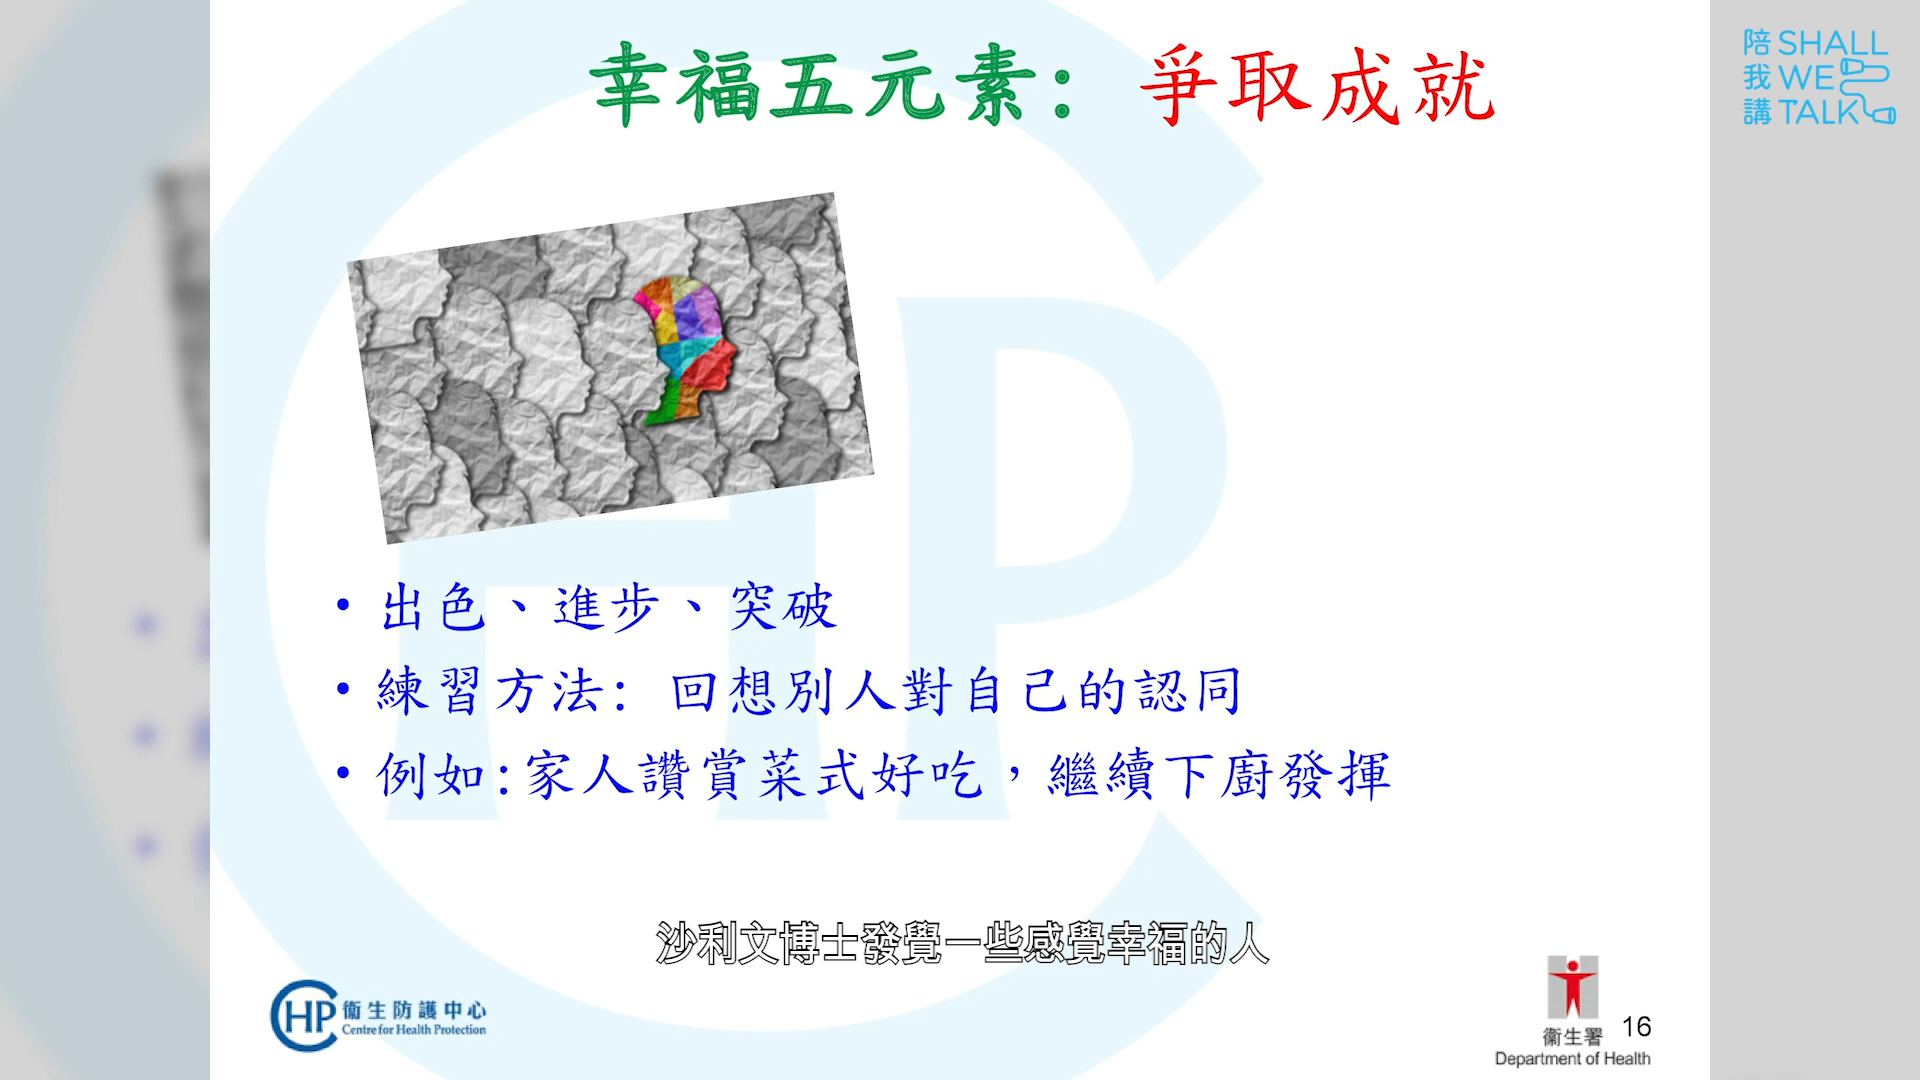 幸福五元素: 爭取成就
陪 SHALL
我 WE
講 TALK
• 出色、進步、突破
• 練習方法: 回想別人對自己的認同
• 例如:家人讚賞菜式好吃，繼續下廚發揮
沙利文博士發覺一些感覺幸福的人
CHP 衞生防護中心
Centre for Health Protection
衞生署
Department of Health
16